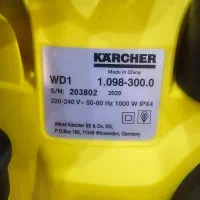 KÄRCHER
Made in China
WD1 1.098-300.0
S/N: 203802 2020
220-240 V~ 50-60 Hz 1000 W IPX4
Alfred Kärcher SE & Co. KG
P.O.Box 160, 71349 Winnenden, Germany